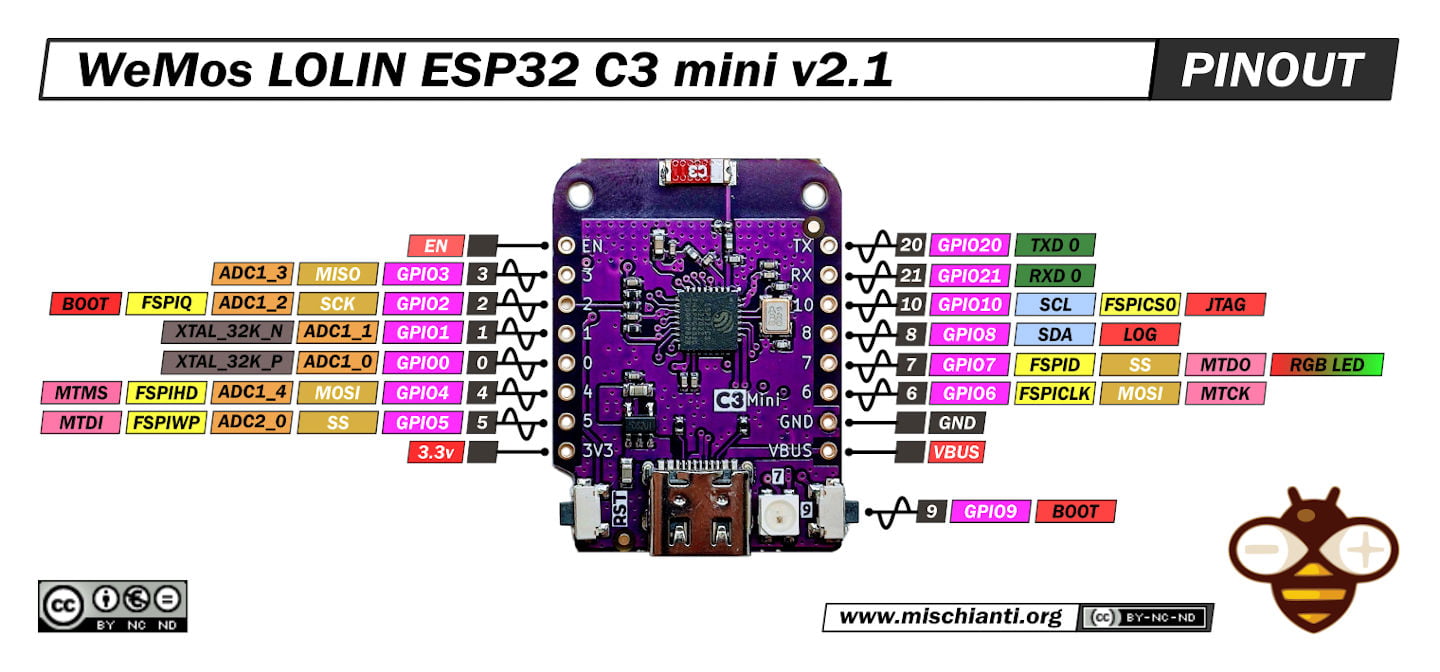 WeMos LOLIN ESP32 C3 mini v2.1 PINOUT
C3
EN EN TX 20 GPIO20 TXD 0
ADC1_3 MISO GPIO3 3 3 RX 21 GPIO21 RXD 0
BOOT FSPIQ ADC1_2 SCK GPIO2 2 2 10 10 GPIO10 SCL FSPICS0 JTAG
XTAL_32K_N ADC1_1 GPIO1 1 1 8 8 GPIO8 SDA LOG
XTAL_32K_P ADC1_0 GPIO0 0 0 7 7 GPIO7 FSPID SS MTDO RGB LED
MTMS FSPIHD ADC1_4 MOSI GPIO4 4 4 6 6 GPIO6 FSPICLK MOSI MTCK
C3 Mini
MTDI FSPIWP ADC2_0 SS GPIO5 5 5 GND GND
3.3v 3V3 VBUS VBUS
7
RST 9 9 GPIO9 BOOT
CC BY NC ND
www.mischianti.org CC BY-NC-ND